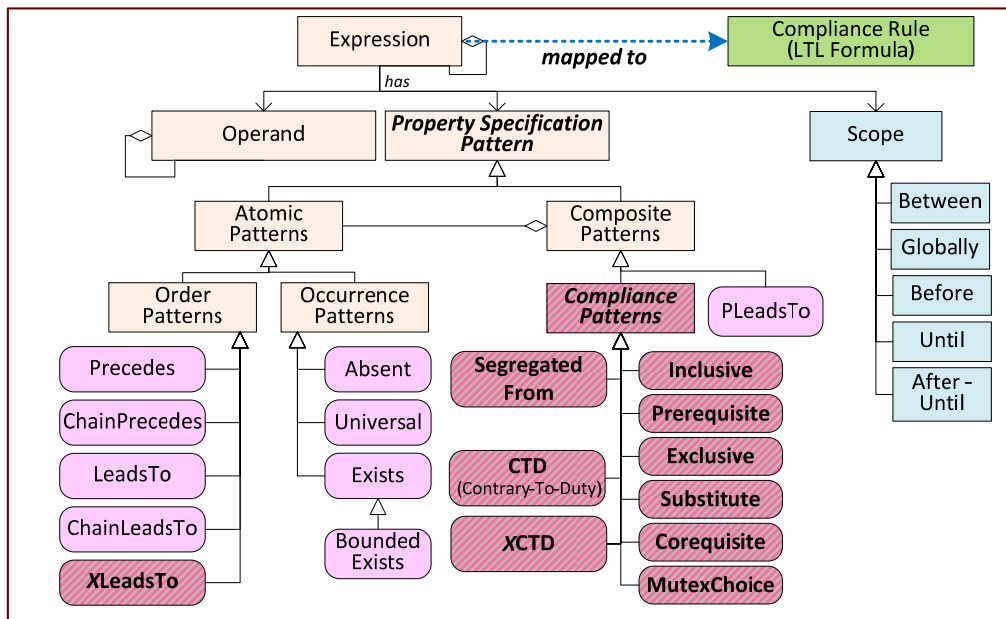 Expression
Compliance Rule
(LTL Formula)
mapped to
has
Operand
Property Specification
Pattern
Scope
Atomic
Patterns
Composite
Patterns
Between
Globally
Before
Until
After -
Until
Order
Patterns
Occurrence
Patterns
Compliance
Patterns
PLeadsTo
Precedes
ChainPrecedes
LeadsTo
ChainLeadsTo
XLeadsTo
Absent
Universal
Exists
Bounded
Exists
Segregated
From
CTD
(Contrary-To-Duty)
XCTD
Inclusive
Prerequisite
Exclusive
Substitute
Corequisite
MutexChoice